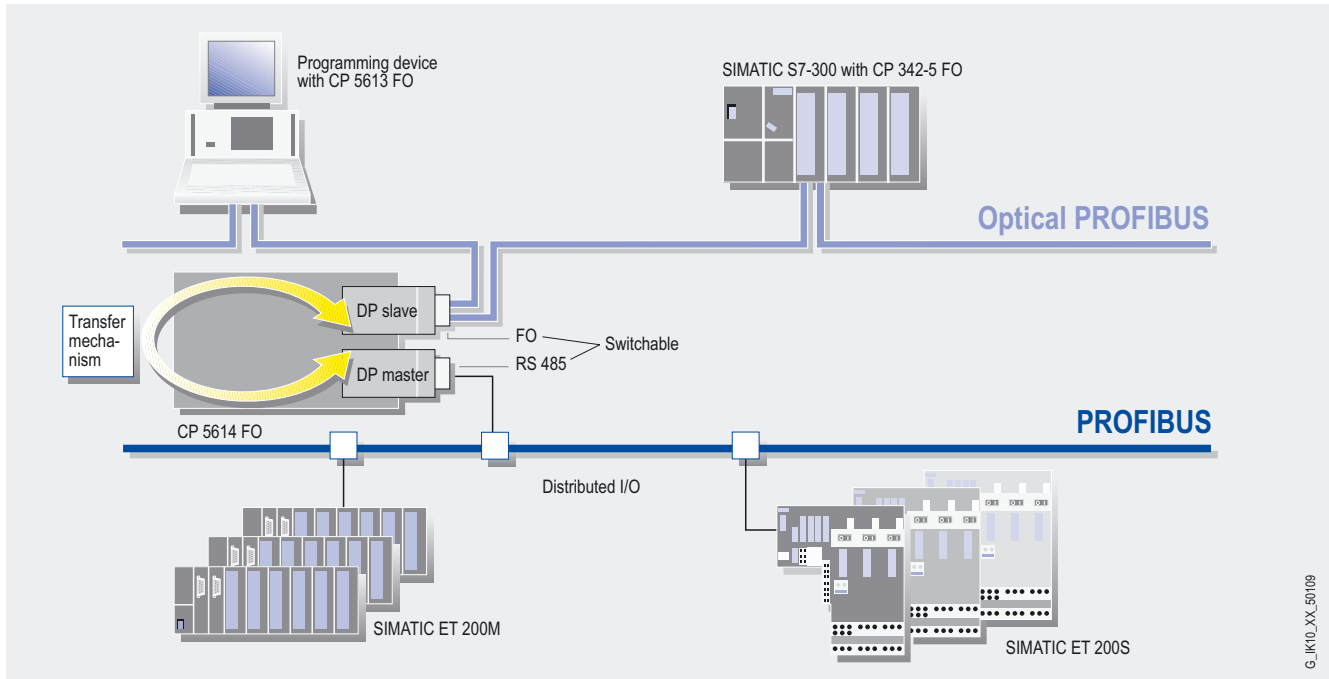 Programming device
with CP 5613 FO
SIMATIC S7-300 with CP 342-5 FO
Optical PROFIBUS
Transfer
mecha-
nism
DP slave
FO
Switchable
RS 485
DP master
CP 5614 FO
PROFIBUS
Distributed I/O
SIMATIC ET 200M
SIMATIC ET 200S
G_IK10_XX_50109